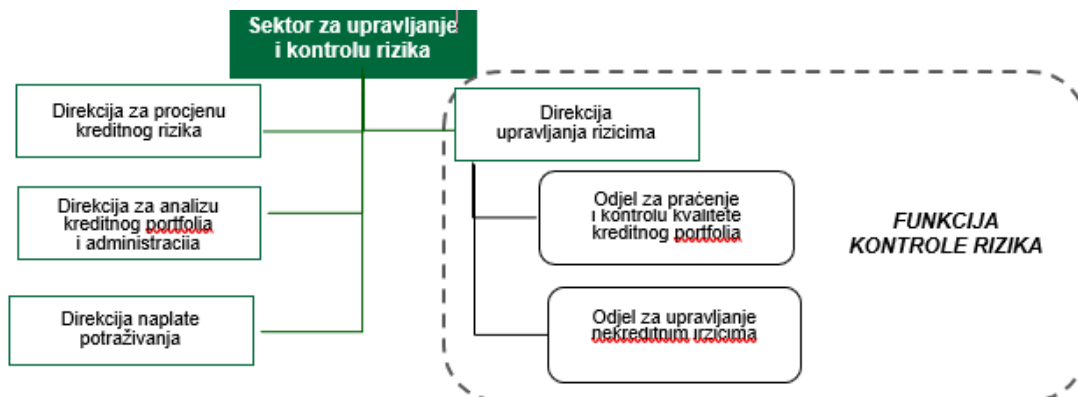 Sektor za upravljanje
i kontrolu rizika
Direkcija za procjenu
kreditnog rizika
Direkcija
upravljanja rizicima
Direkcija za analizu
kreditnog portfolia
i administraciia
Odjel za praćenje
i kontrolu kvalitete
kreditnog portfolia
FUNKCIJA
KONTROLE RIZIKA
Direkcija naplate
potraživanja
Odjel za upravljanje
nekreditnim irzicima